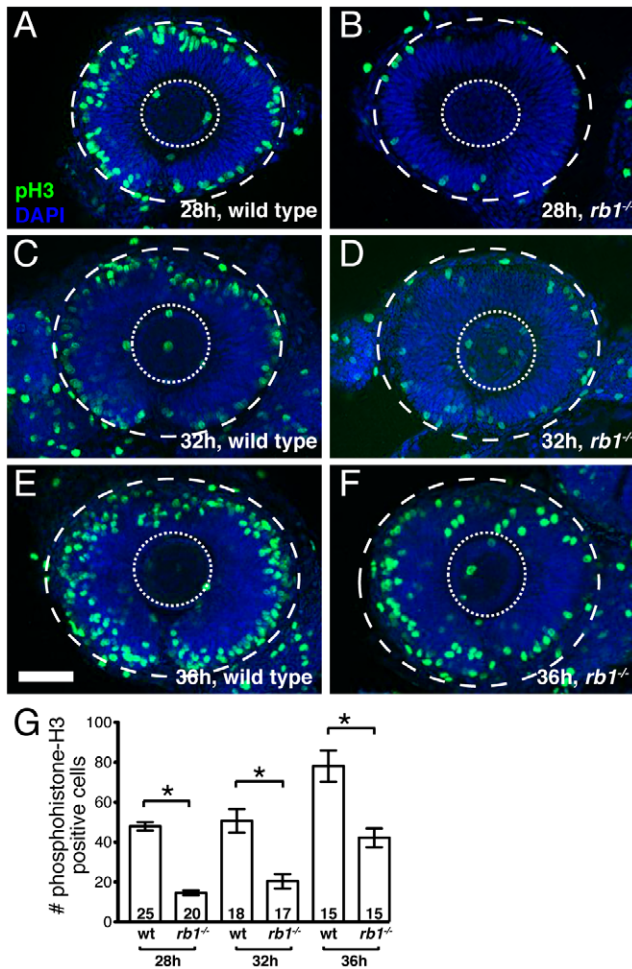 A
B
pH3
DAPI
28h, wild type
28h, rb1-/-
C
D
32h, wild type
32h, rb1-/-
E
F
36h, wild type
36h, rb1-/-
G
# phosphohistone-H3
positive cells
100
80
60
40
20
0
*
*
*
25
20
18
17
15
15
wt
rb1-/-
wt
rb1-/-
wt
rb1-/-
28h
32h
36h